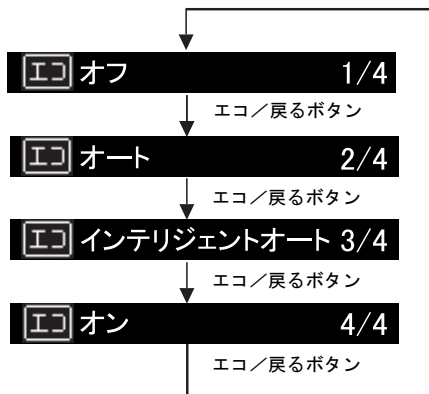 エコ オフ 1/4
エコ／戻るボタン
エコ オート 2/4
エコ／戻るボタン
エコ インテリジェントオート 3/4
エコ／戻るボタン
エコ オン 4/4
エコ／戻るボタン